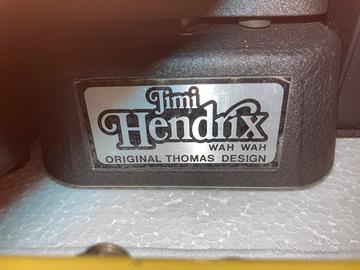 Jimi
Hendrix
WAH WAH
ORIGINAL THOMAS DESIGN